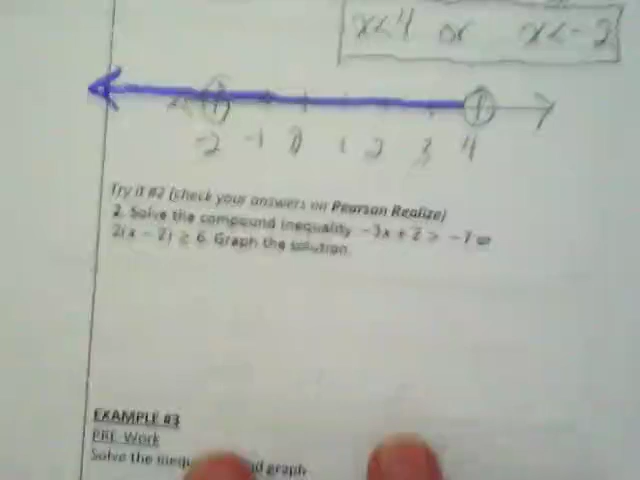 x<4 or x<-2
-2 -1 0 1 2 3 4
Try it #2 (check your answers on Pearson Realize)
2. Solve the compound inequality -3x + 2 > -7 or
2(x - 2) ≥ 6. Graph the solution.
EXAMPLE #3
PRE-Work
Solve the graph